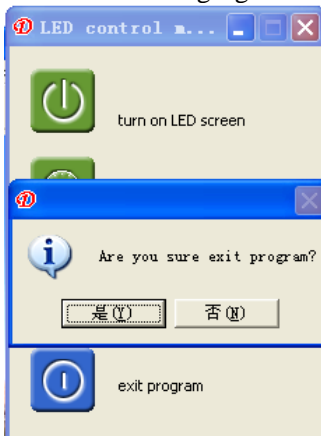 LED control m...
turn on LED screen
Are you sure exit program?
是(Y)
否(N)
exit program